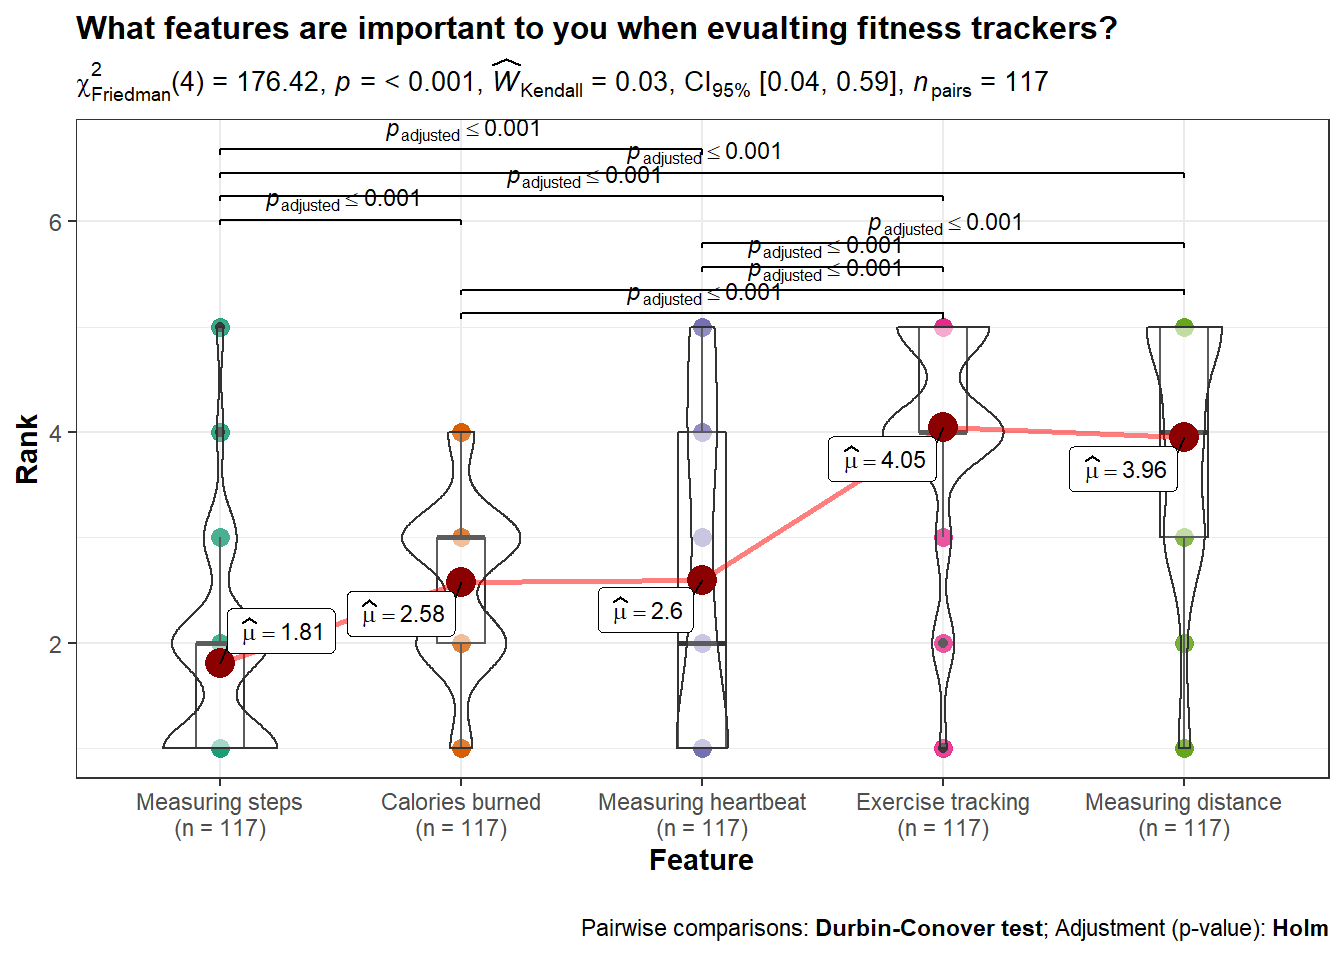 What features are important to you when evualting fitness trackers?
χ²Friedman(4) = 176.42, p = < 0.001, ŴKendall = 0.03, CI95% [0.04, 0.59], npairs = 117
padjusted ≤ 0.001
padjusted ≤ 0.001
padjusted ≤ 0.001
padjusted ≤ 0.001
padjusted ≤ 0.001
padjusted ≤ 0.001
padjusted ≤ 0.001
padjusted ≤ 0.001
6
4
2
Rank
μ̂ = 4.05
μ̂ = 3.96
μ̂ = 2.58
μ̂ = 2.6
μ̂ = 1.81
Measuring steps
(n = 117)
Calories burned
(n = 117)
Measuring heartbeat
(n = 117)
Exercise tracking
(n = 117)
Measuring distance
(n = 117)
Feature
Pairwise comparisons: Durbin-Conover test; Adjustment (p-value): Holm